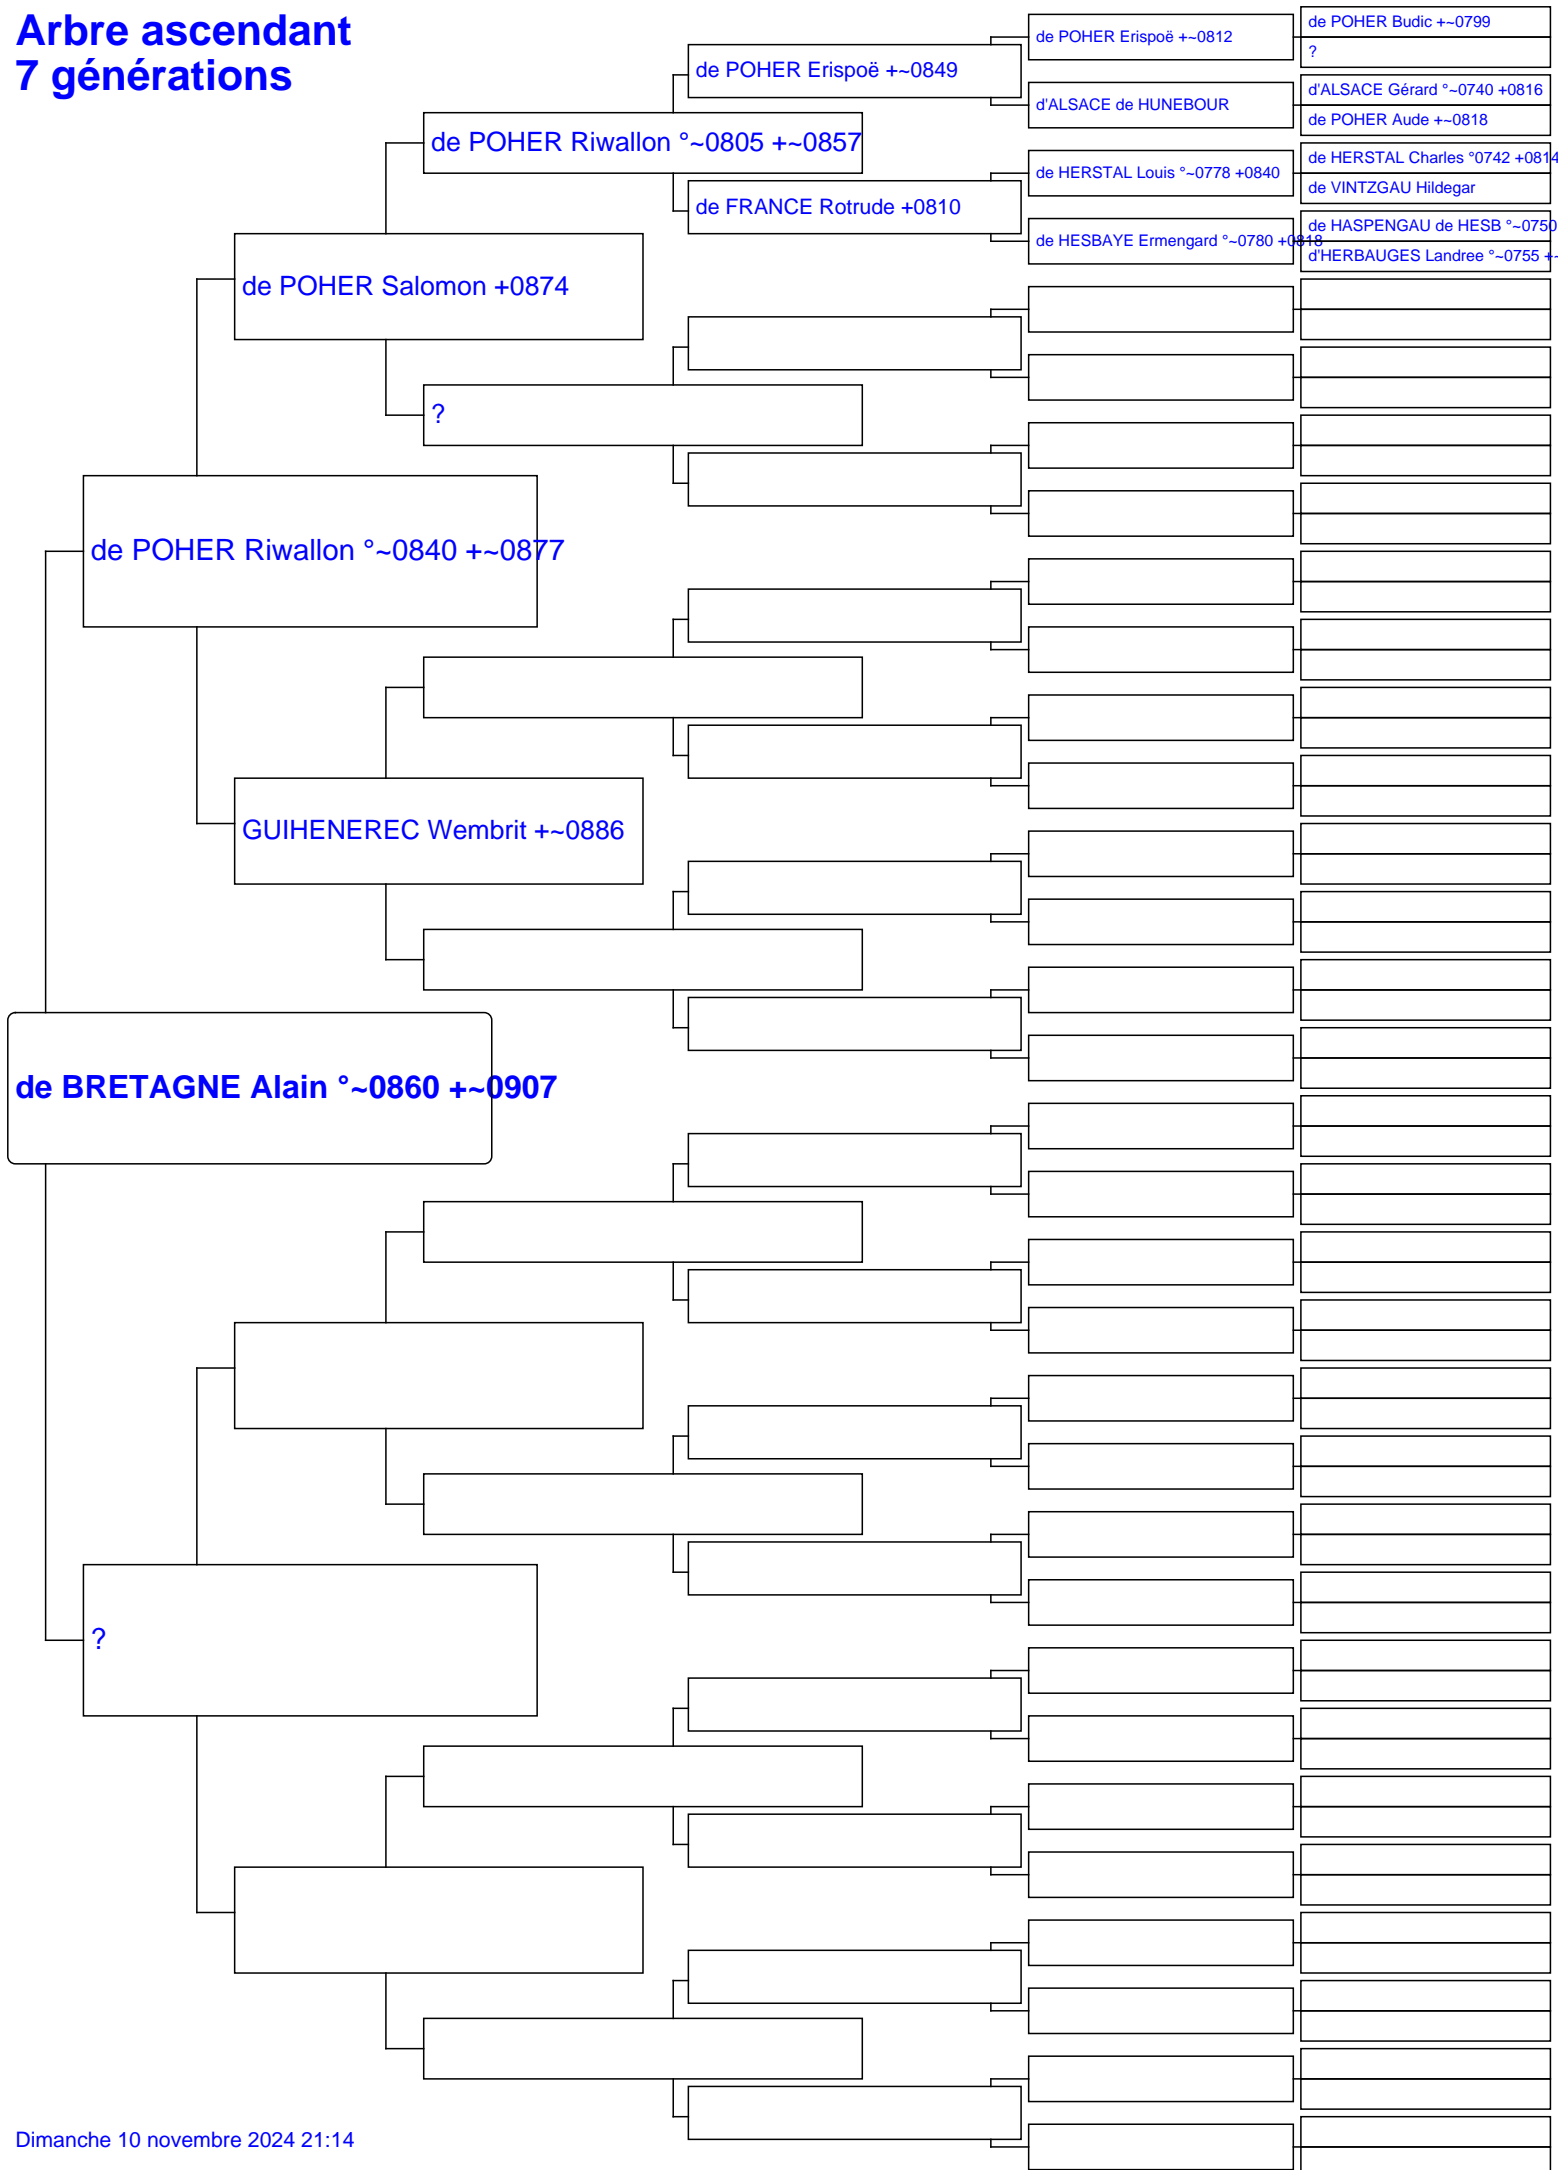 Arbre ascendant
7 générations
de POHER Budic +~0799
de POHER Erispoë +~0812
?
de POHER Erispoë +~0849
d'ALSACE Gérard °~0740 +0816
d'ALSACE de HUNEBOUR
de POHER Aude +~0818
de POHER Riwallon °~0805 +~0857
de HERSTAL Charles °0742 +0814
de HERSTAL Louis °~0778 +0840
de VINTZGAU Hildegar
de FRANCE Rotrude +0810
de HASPENGAU de HESB °~0750
de HESBAYE Ermengard °~0780 +0818
d'HERBAUGES Landree °~0755 +~
de POHER Salomon +0874
?
de POHER Riwallon °~0840 +~0877
GUIHENEREC Wembrit +~0886
de BRETAGNE Alain °~0860 +~0907
?
Dimanche 10 novembre 2024 21:14